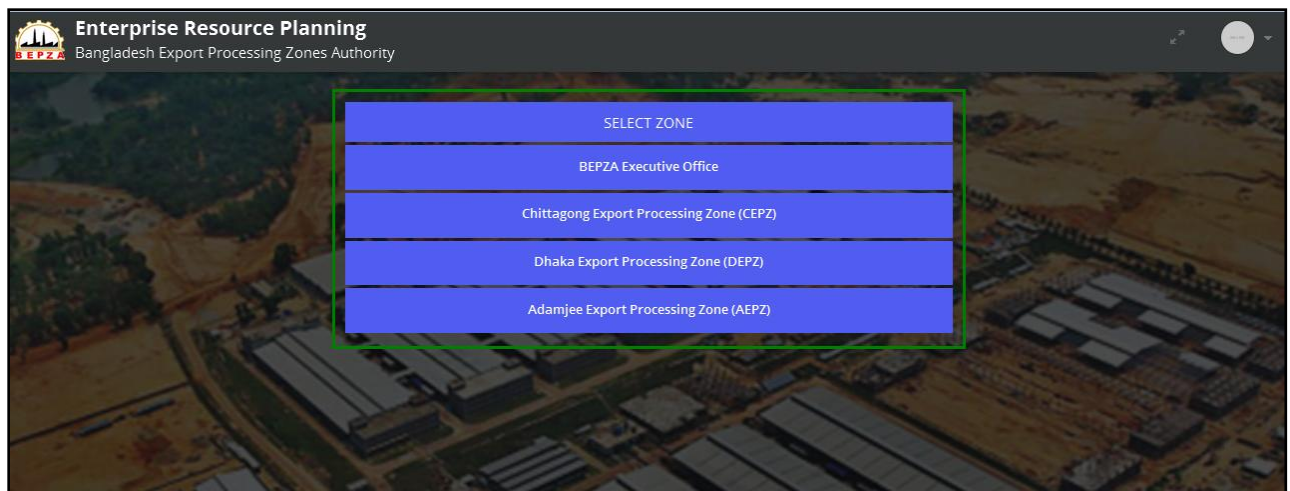 Enterprise Resource Planning
Bangladesh Export Processing Zones Authority
BEPZA
SELECT ZONE
BEPZA Executive Office
Chittagong Export Processing Zone (CEPZ)
Dhaka Export Processing Zone (DEPZ)
Adamjee Export Processing Zone (AEPZ)